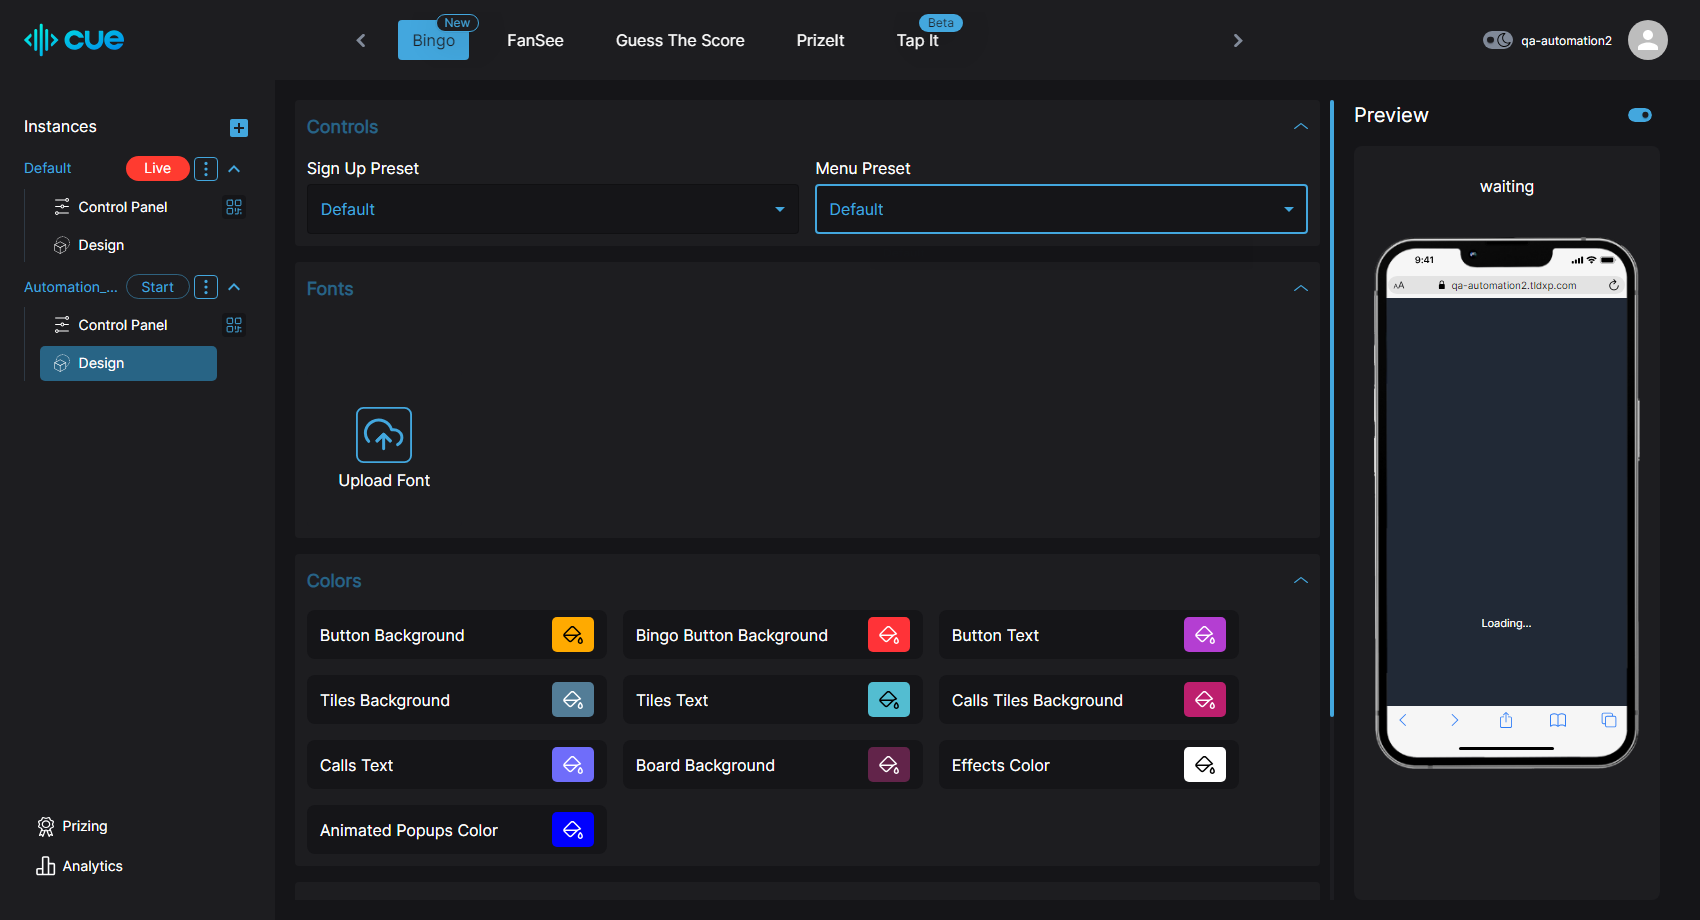 cue
New
Beta
Bingo
FanSee
Guess The Score
PrizeIt
Tap It
qa-automation2
Instances
Default
Live
Control Panel
Design
Automation_...
Start
Control Panel
Design
Prizing
Analytics
Controls
Sign Up Preset
Menu Preset
Default
Default
Fonts
Upload Font
Colors
Button Background
Bingo Button Background
Button Text
Tiles Background
Tiles Text
Calls Tiles Background
Calls Text
Board Background
Effects Color
Animated Popups Color
Preview
waiting
9:41
AA
qa-automation2.tldxp.com
Loading...